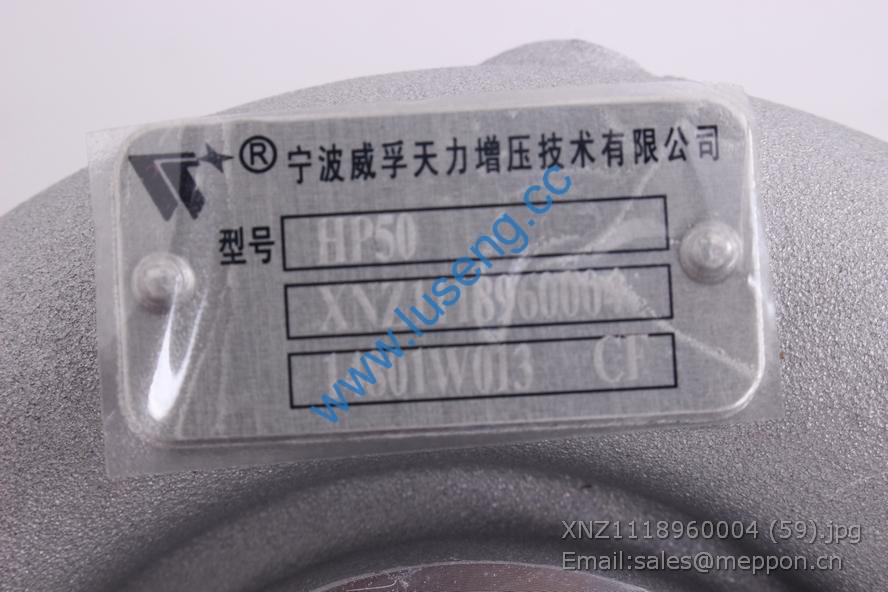 ® 宁波威孚天力增压技术有限公司
型号 HP50
XNZ1118960004
CF
www.luseng.cc
XNZ1118960004 (59).jpg
Email:sales@meppon.cn